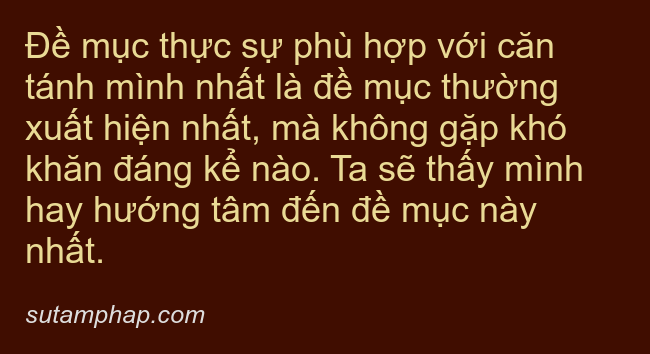 Đề mục thực sự phù hợp với căn
tánh mình nhất là đề mục thường
xuất hiện nhất, mà không gặp khó
khăn đáng kể nào. Ta sẽ thấy mình
hay hướng tâm đến đề mục này
nhất.
sutamphap.com